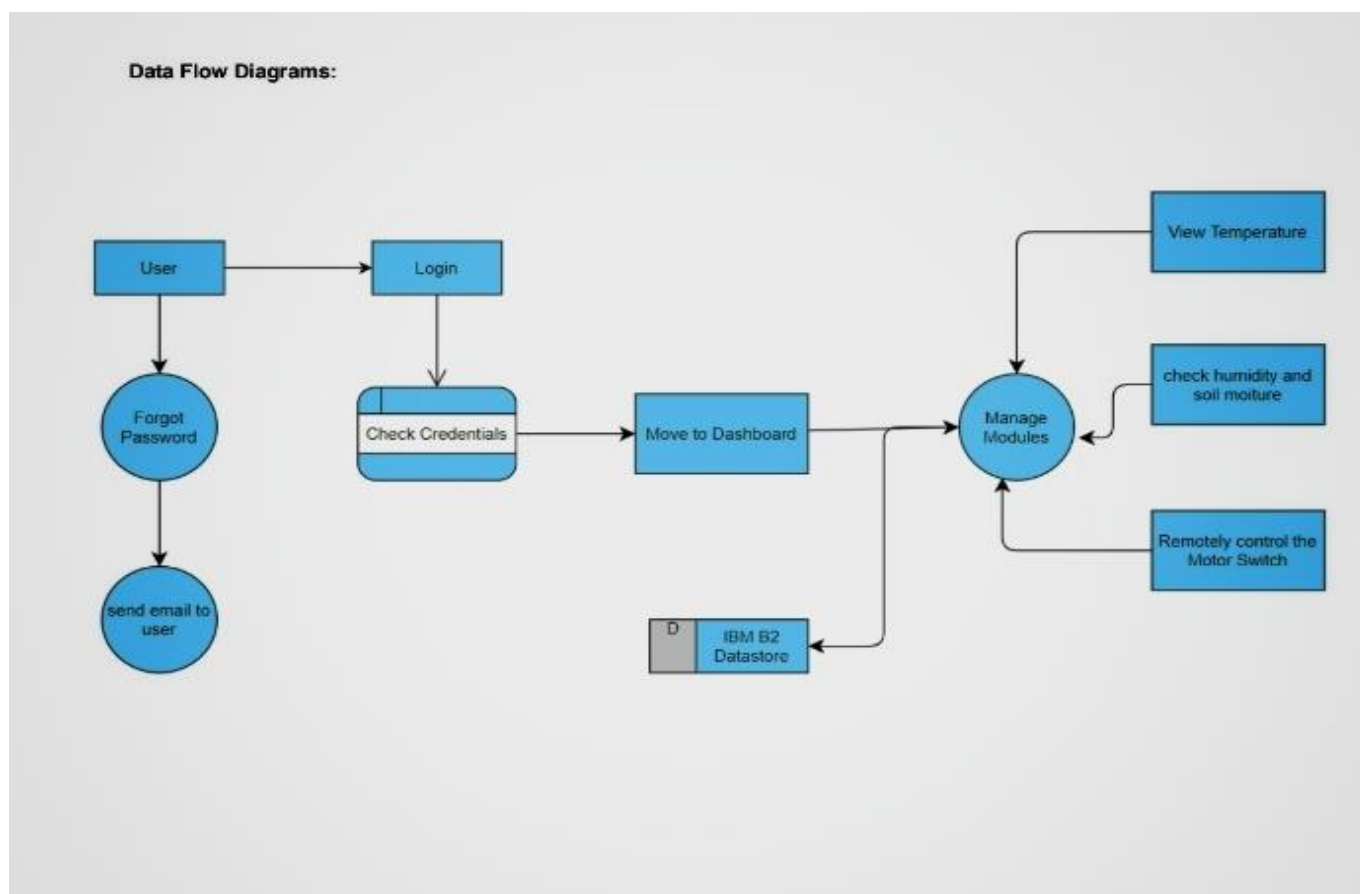 Data Flow Diagrams:
User
Login
View Temperature
Forgot
Password
Check Credentials
Move to Dashboard
Manage
Modules
check humidity and
soil moiture
send email to
user
D
IBM B2
Datastore
Remotely control the
Motor Switch